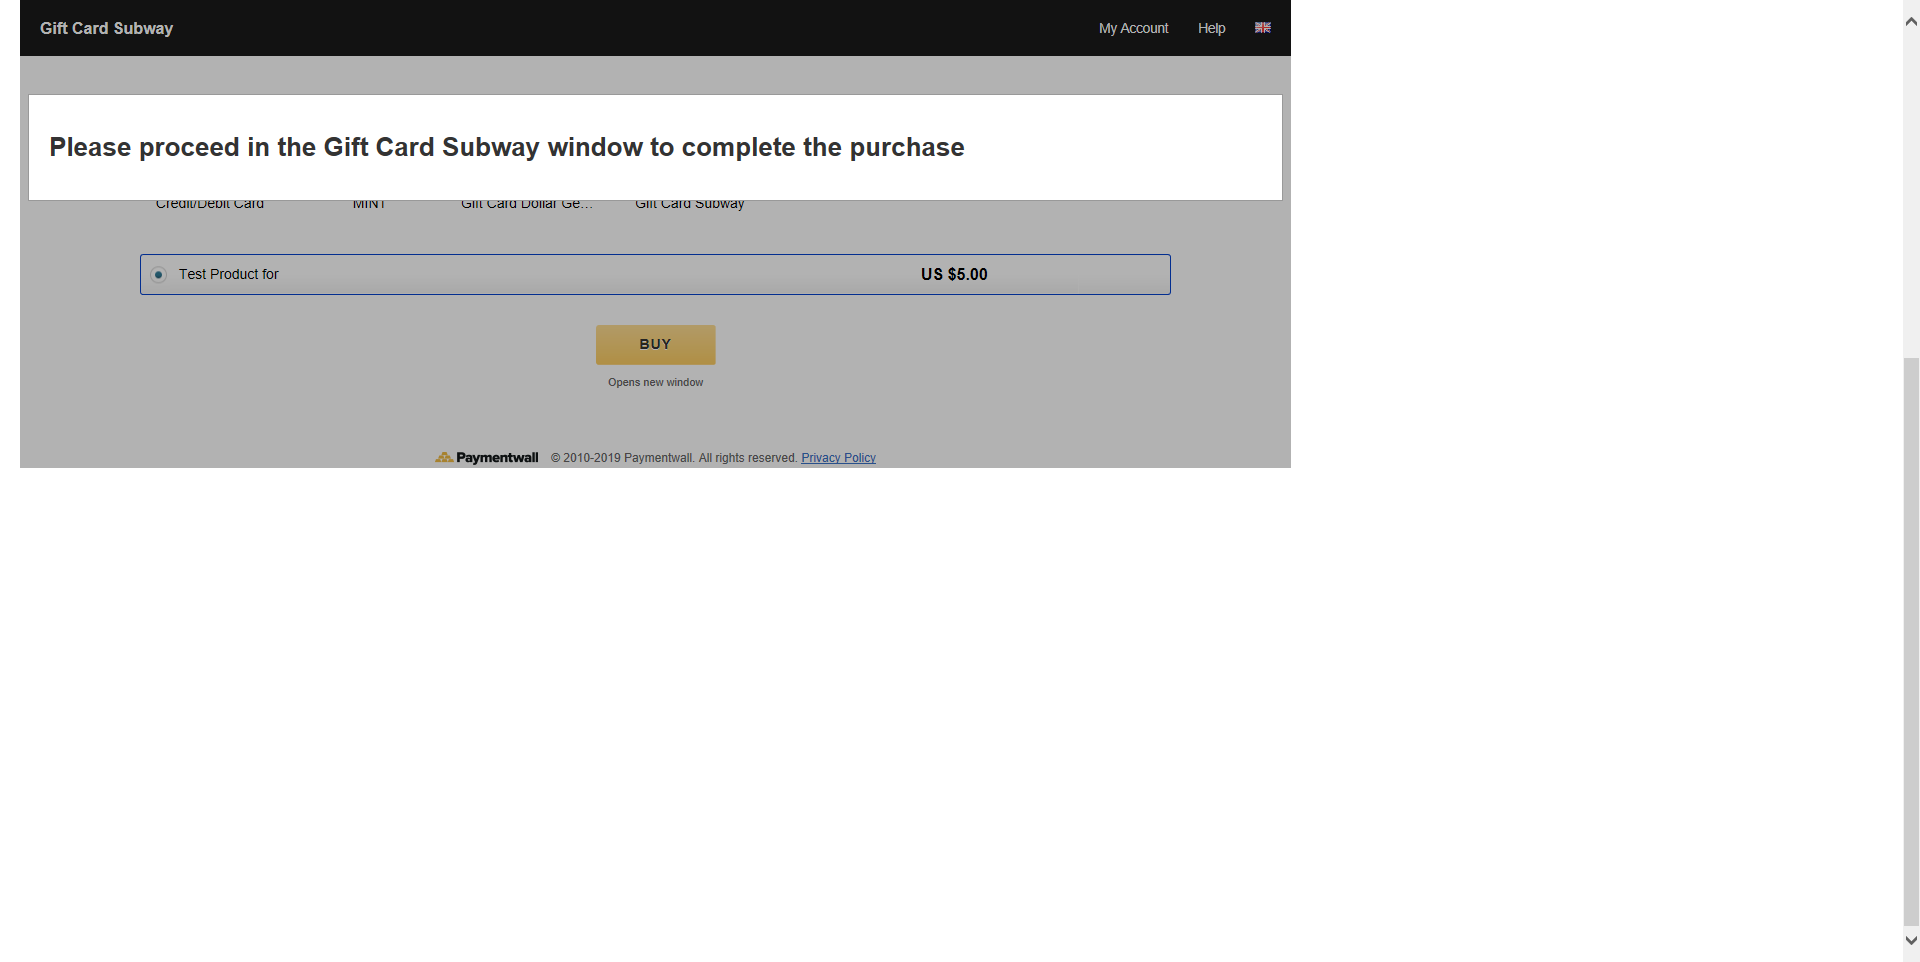 Gift Card Subway My Account Help
Please proceed in the Gift Card Subway window to complete the purchase
Credit/Debit Card MINT Gift Card Dollar Ge... Gift Card Subway
Test Product for US $5.00
BUY
Opens new window
Paymentwall © 2010-2019 Paymentwall. All rights reserved. Privacy Policy